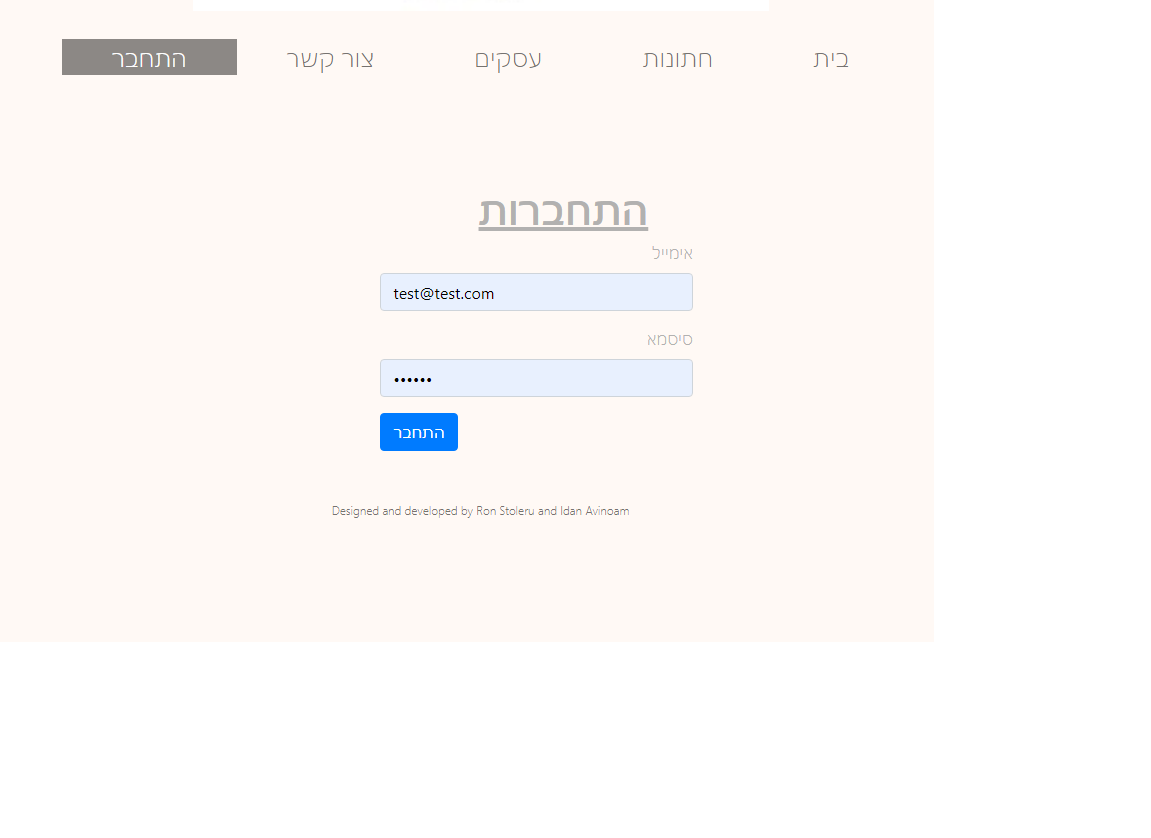 בית חתונות עסקים צור קשר התחבר
התחברות
אימייל
test@test.com
סיסמא
••••••
התחבר
Designed and developed by Ron Stoleru and Idan Avinoam